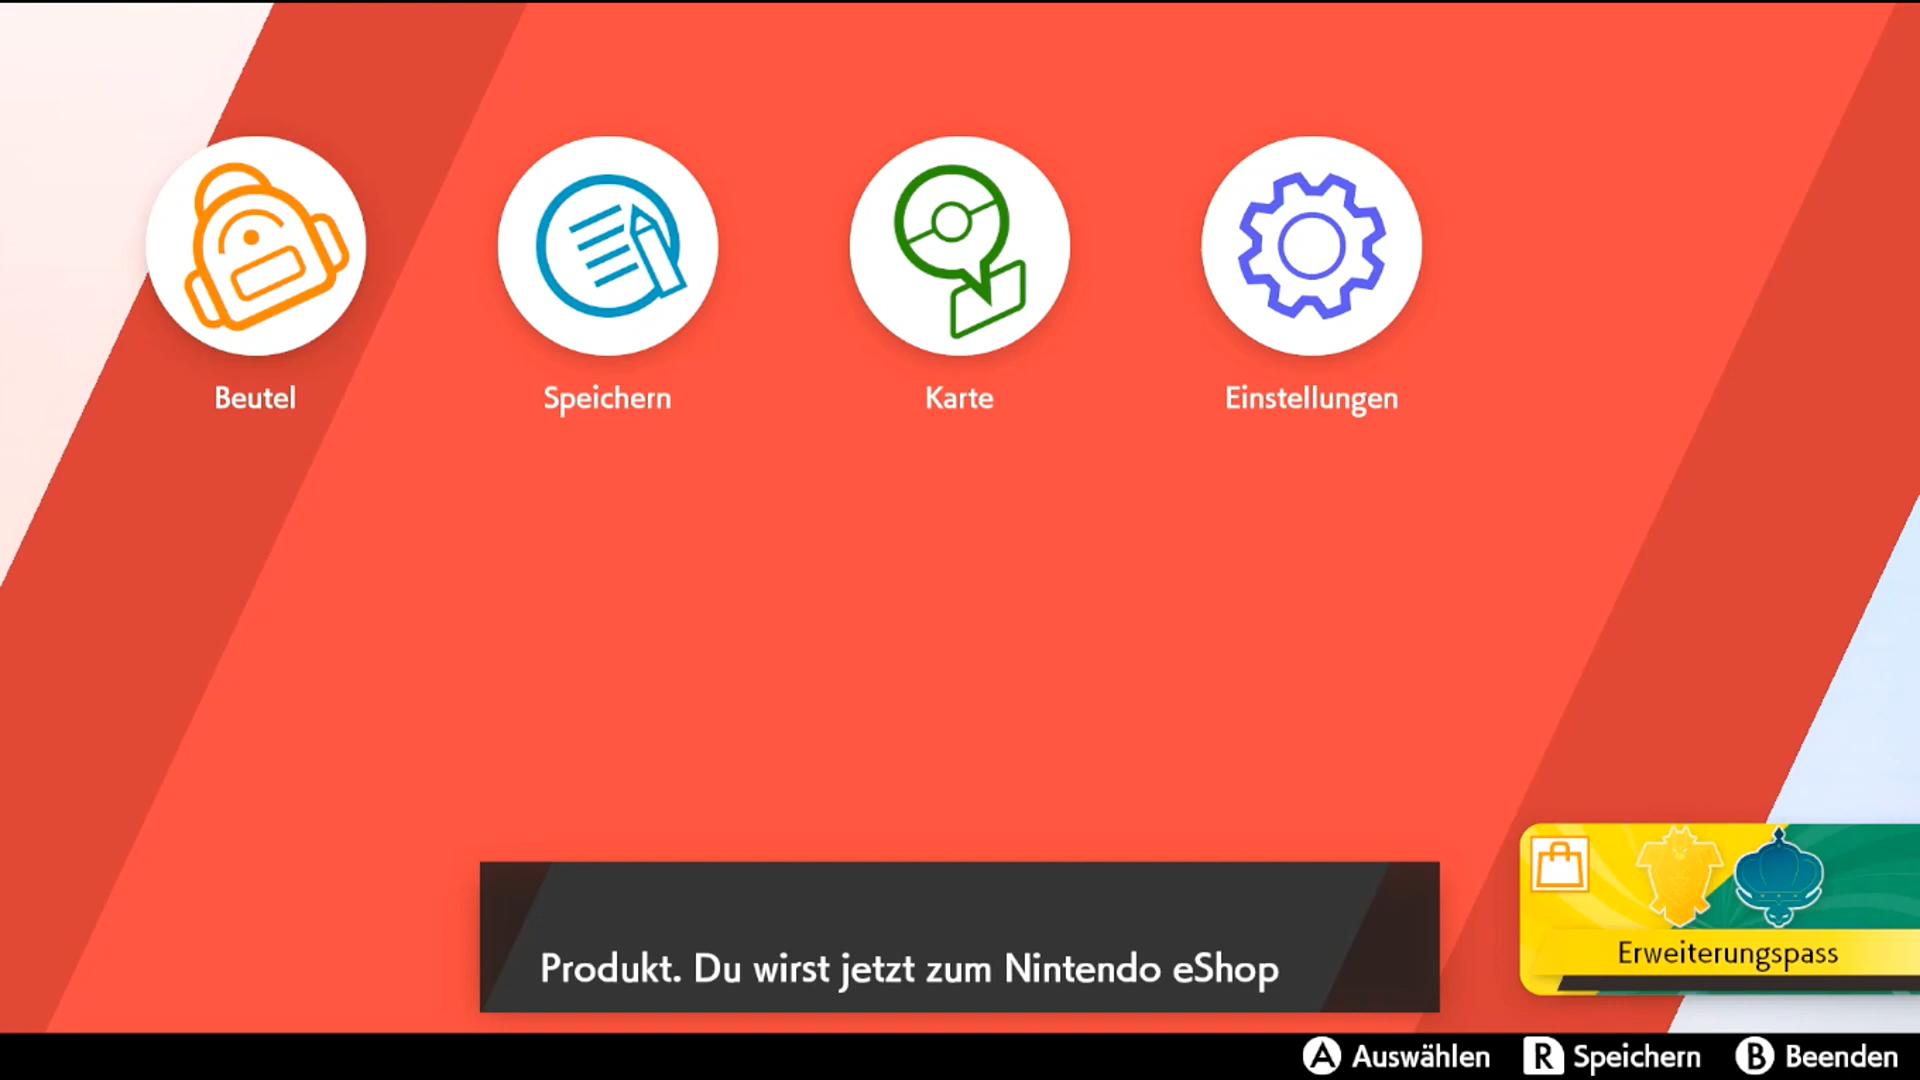 Beutel
Speichern
Karte
Einstellungen
Produkt. Du wirst jetzt zum Nintendo eShop
Erweiterungspass
A Auswählen R Speichern B Beenden